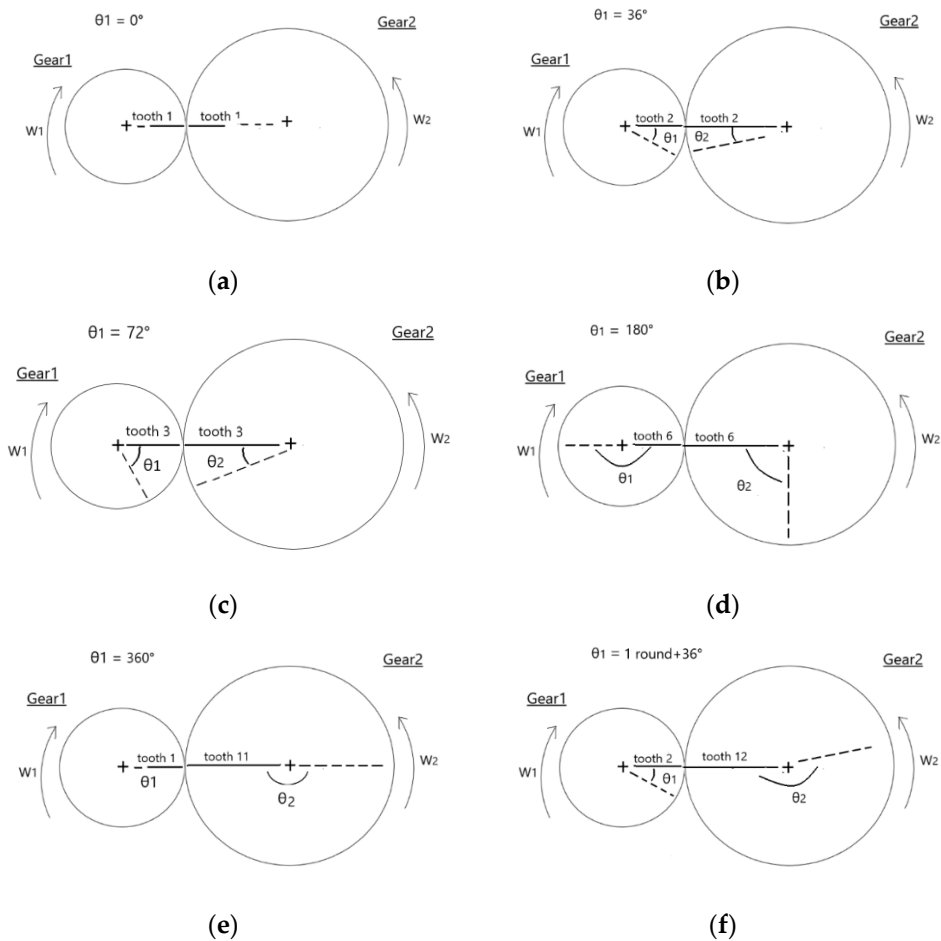 θ1 = 0°
Gear2
Gear1
tooth 1
tooth 1
W1
W2
(a)
θ1 = 36°
Gear2
Gear1
tooth 2
tooth 2
θ1
θ2
W1
W2
(b)
θ1 = 72°
Gear2
Gear1
tooth 3
tooth 3
θ1
θ2
W1
W2
(c)
θ1 = 180°
Gear2
Gear1
tooth 6
tooth 6
θ1
θ2
W1
W2
(d)
θ1 = 360°
Gear2
Gear1
tooth 1
tooth 11
θ1
θ2
W1
W2
(e)
θ1 = 1 round+36°
Gear2
Gear1
tooth 2
tooth 12
θ1
θ2
W1
W2
(f)